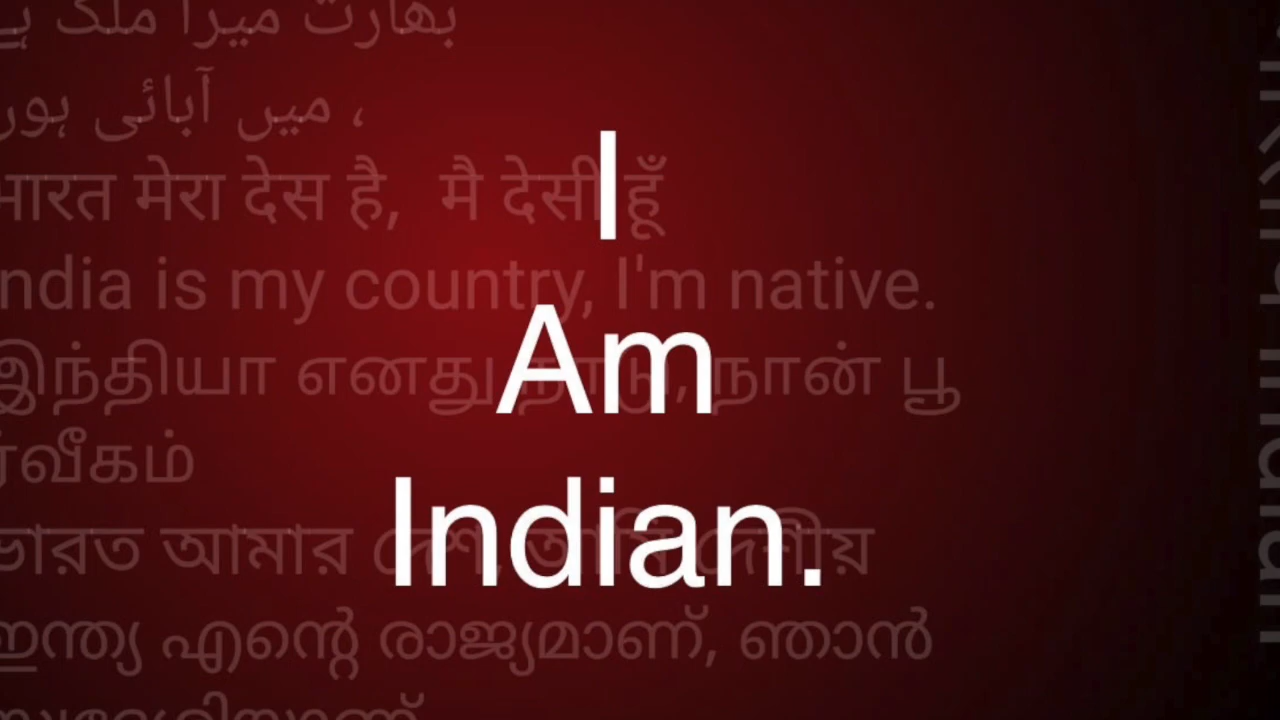 بھارت میرا ملک ہے
، میں آبائی ہوں
भारत मेरा देस है, मै देसी हूँ
India is my country, I'm native.
இந்தியா எனது நாடு, நான் பூ
ர்வீகம்
ভারত আমার দেশ, আমি দেশীয়
ഇന്ത്യ എന്റെ രാജ്യമാണ്, ഞാൻ
സ്വദേശിയാണ്
I
Am
Indian.